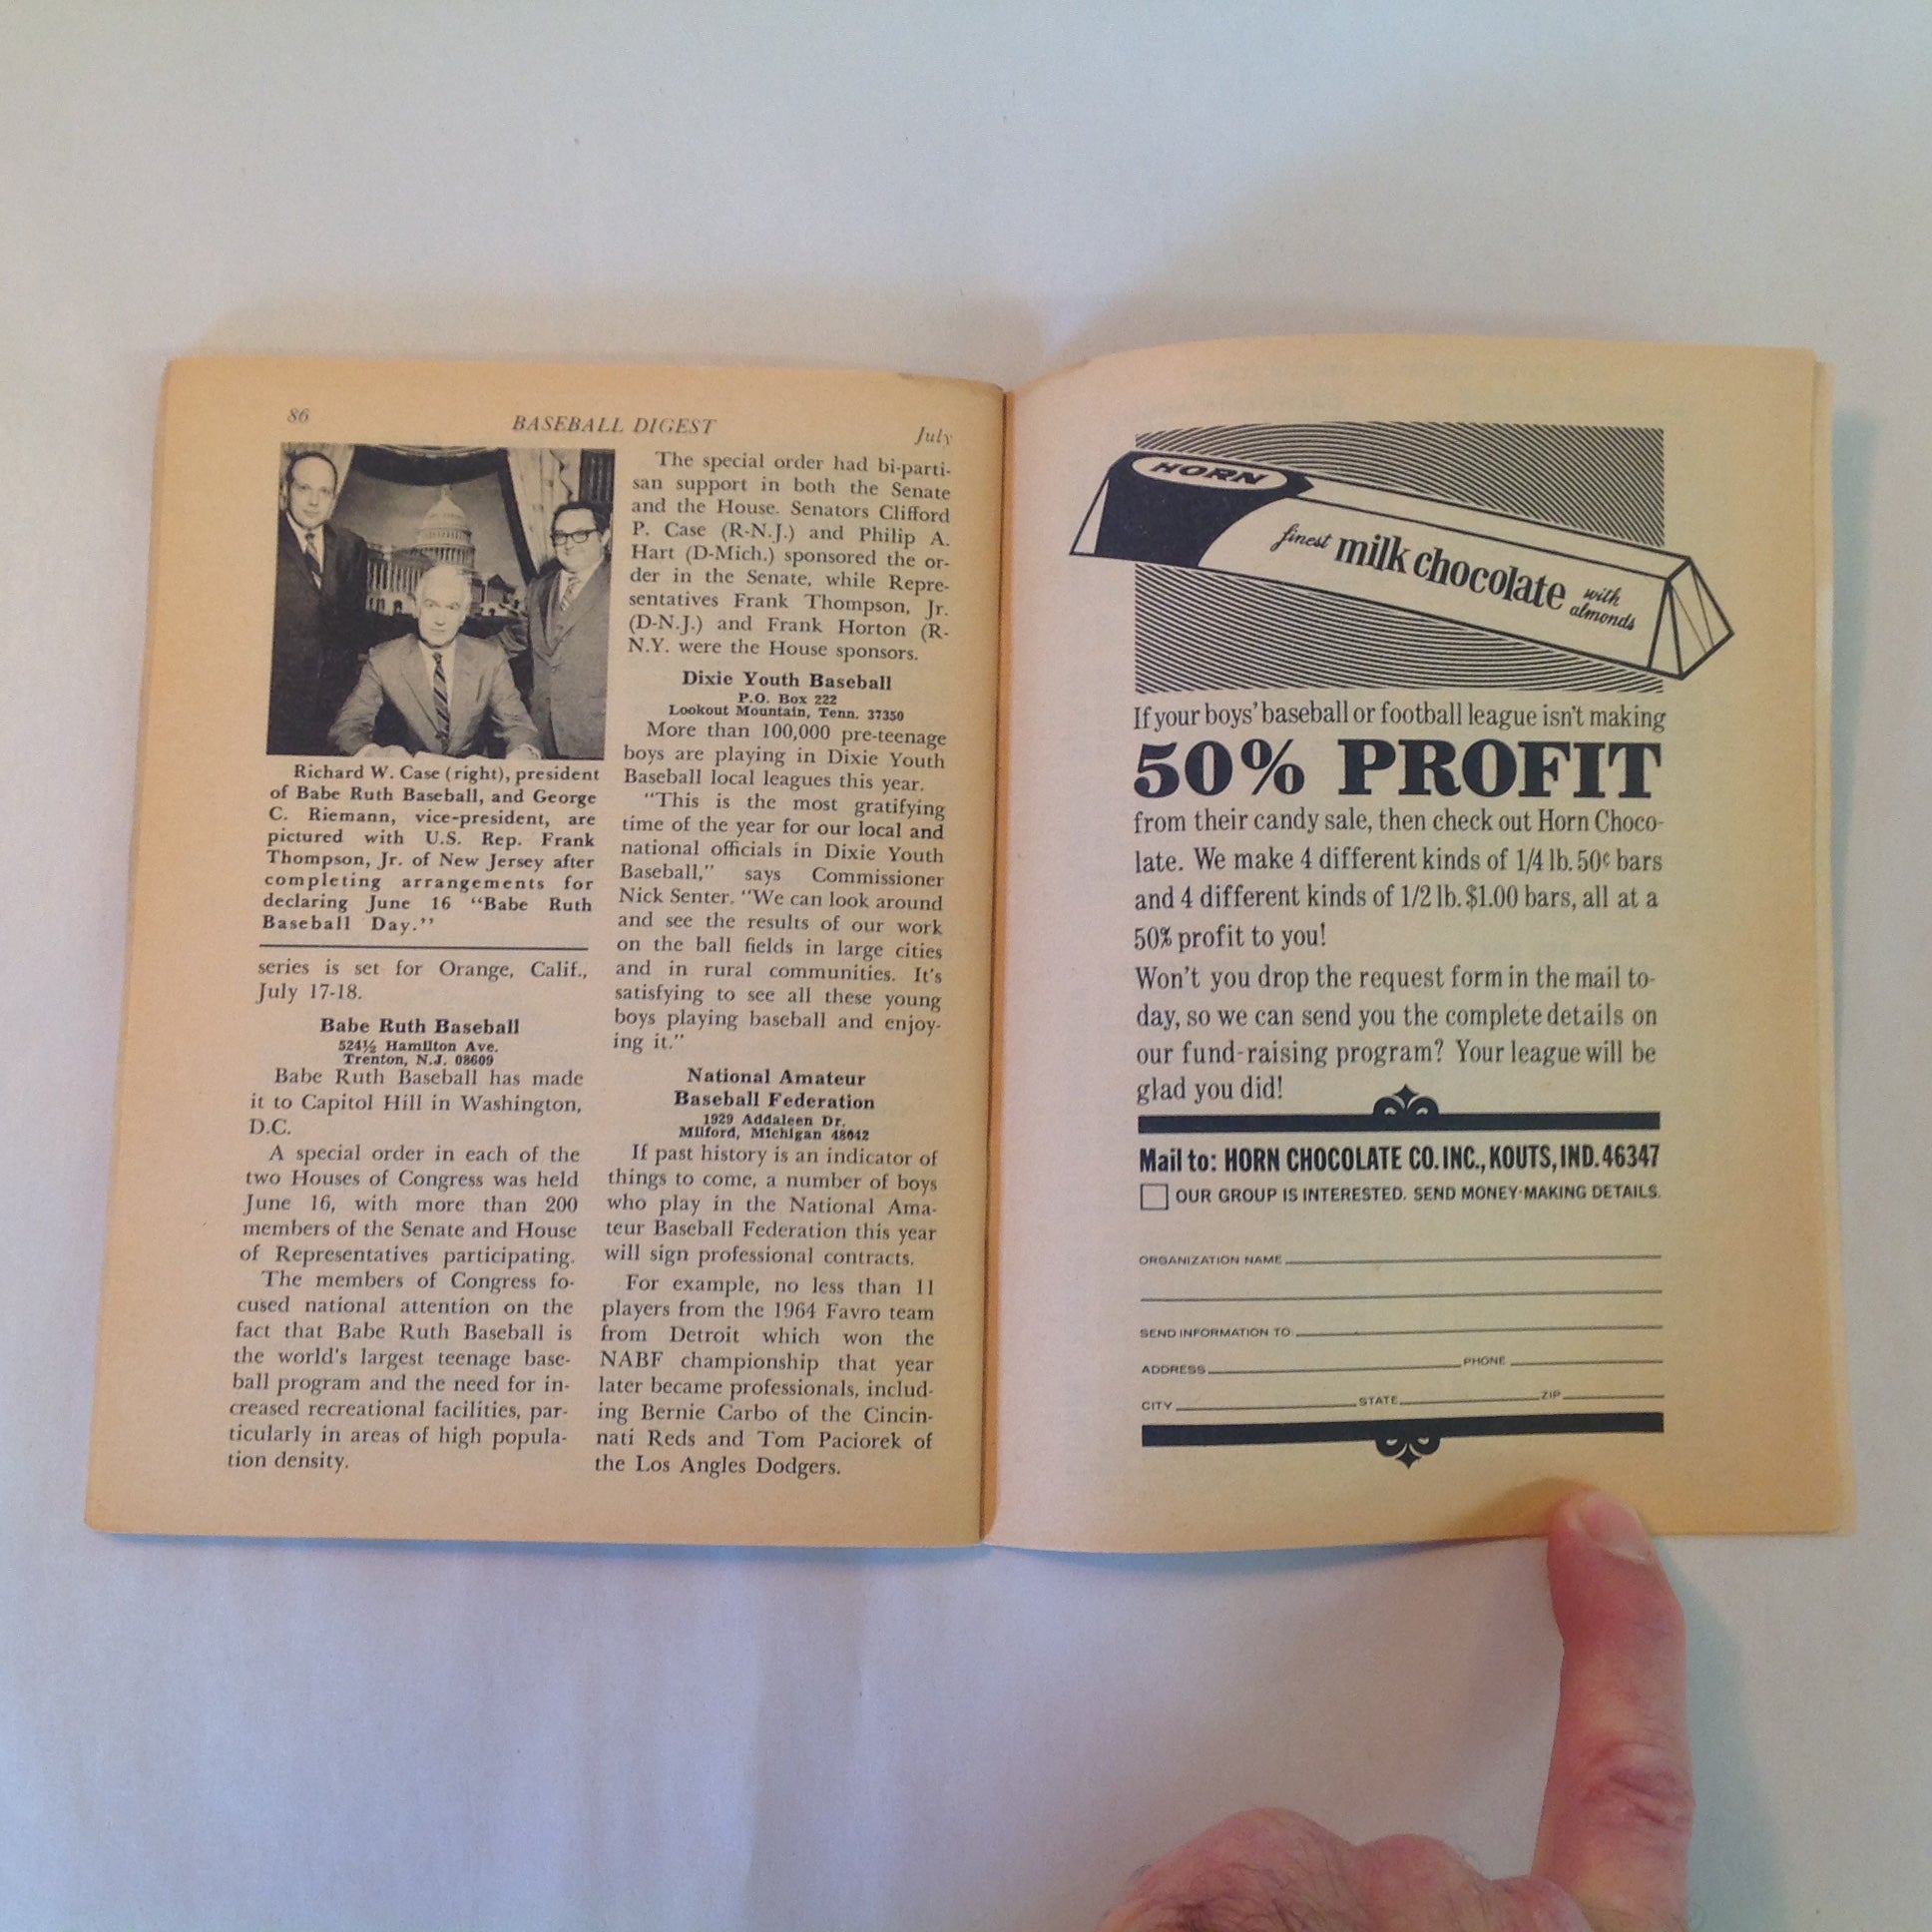 86
BASEBALL DIGEST
July
Richard W. Case (right), president
of Babe Ruth Baseball, and George
C. Riemann, vice-president, are
pictured with U.S. Rep. Frank
Thompson, Jr. of New Jersey after
completing arrangements for
declaring June 16 "Babe Ruth
Baseball Day."
series is set for Orange, Calif.,
July 17-18.
Babe Ruth Baseball
524½ Hamilton Ave.
Trenton, N.J. 08609
Babe Ruth Baseball has made
it to Capitol Hill in Washington,
D.C.
A special order in each of the
two Houses of Congress was held
June 16, with more than 200
members of the Senate and House
of Representatives participating.
The members of Congress fo-
cused national attention on the
fact that Babe Ruth Baseball is
the world's largest teenage base-
ball program and the need for in-
creased recreational facilities, par-
ticularly in areas of high popula-
tion density.
The special order had bi-parti-
san support in both the Senate
and the House. Senators Clifford
P. Case (R-N.J.) and Philip A.
Hart (D-Mich.) sponsored the or-
der in the Senate, while Repre-
sentatives Frank Thompson, Jr.
(D-N.J.) and Frank Horton (R-
N.Y. were the House sponsors.
Dixie Youth Baseball
P.O. Box 222
Lookout Mountain, Tenn. 37350
More than 100,000 pre-teenage
boys are playing in Dixie Youth
Baseball local leagues this year.
"This is the most gratifying
time of the year for our local and
national officials in Dixie Youth
Baseball," says Commissioner
Nick Senter. "We can look around
and see the results of our work
on the ball fields in large cities
and in rural communities. It's
satisfying to see all these young
boys playing baseball and enjoy-
ing it."
National Amateur
Baseball Federation
1929 Addaleen Dr.
Milford, Michigan 48042
If past history is an indicator of
things to come, a number of boys
who play in the National Ama-
teur Baseball Federation this year
will sign professional contracts.
For example, no less than 11
players from the 1964 Favro team
from Detroit which won the
NABF championship that year
later became professionals, includ-
ing Bernie Carbo of the Cincin-
nati Reds and Tom Paciorek of
the Los Angles Dodgers.
HORN
finest milk chocolate with
almonds
If your boys' baseball or football league isn't making
50% PROFIT
from their candy sale, then check out Horn Choco-
late. We make 4 different kinds of 1/4 lb. 50¢ bars
and 4 different kinds of 1/2 lb. $1.00 bars, all at a
50% profit to you!
Won't you drop the request form in the mail to-
day, so we can send you the complete details on
our fund-raising program? Your league will be
glad you did!
Mail to: HORN CHOCOLATE CO. INC., KOUTS, IND. 46347
OUR GROUP IS INTERESTED. SEND MONEY-MAKING DETAILS.
ORGANIZATION NAME
SEND INFORMATION TO
ADDRESS PHONE
CITY STATE ZIP